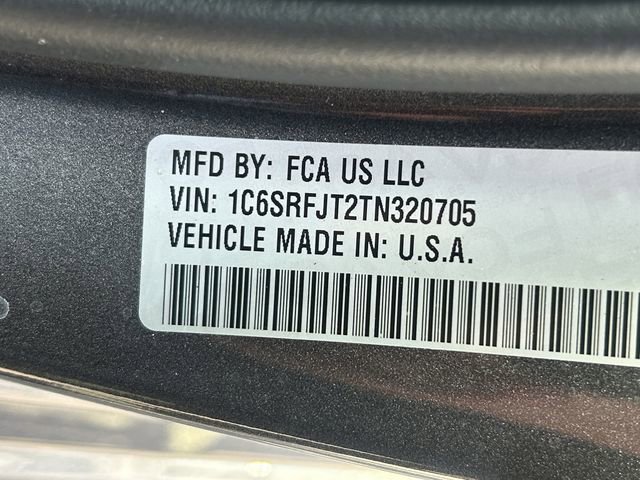 MFD BY: FCA US LLC
VIN: 1C6SRFJT2TN320705
VEHICLE MADE IN: U.S.A.